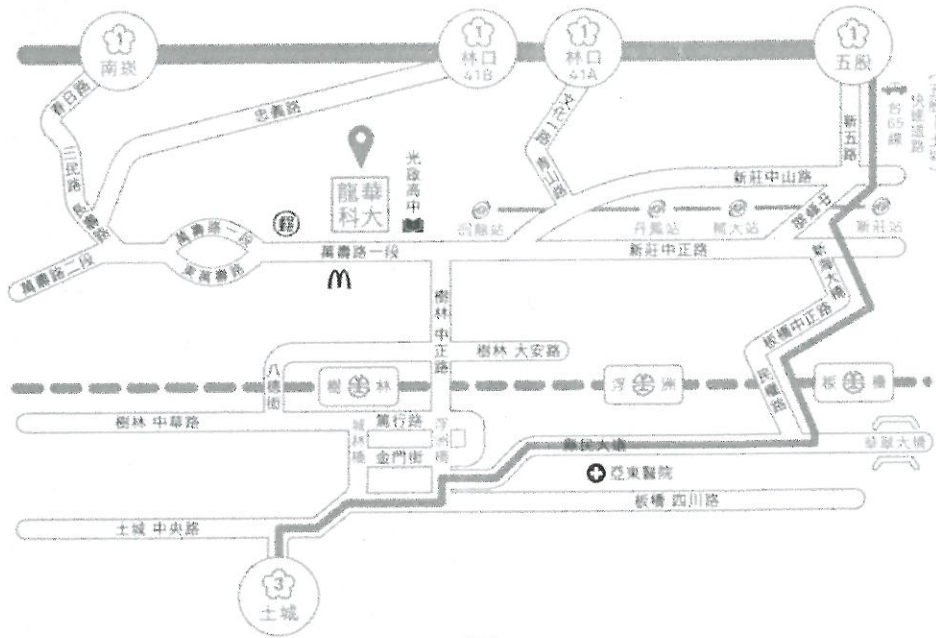 1
南崁
1
林口
41B
1
林口
41A
1
五股
春日路
忠義路
文化一路
青山路
新五路
台65線
快速道路
三民路
光啟高中
龍華
科大
新莊中山路
萬壽路
迴龍站
丹鳳站
輔大站
新莊站
萬壽路一段
東萬壽路
郵
萬壽路一段
新莊中正路
萬壽路二段
新海大橋
樹林 中正路
板橋中正路
樹林 大安路
八德街
樹林
浮洲
板橋
民權路
樹林 中華路
城林橋
篤行路
浮洲橋
金門街
縣民大道
華翠大橋
亞東醫院
板橋 四川路
土城 中央路
3
土城